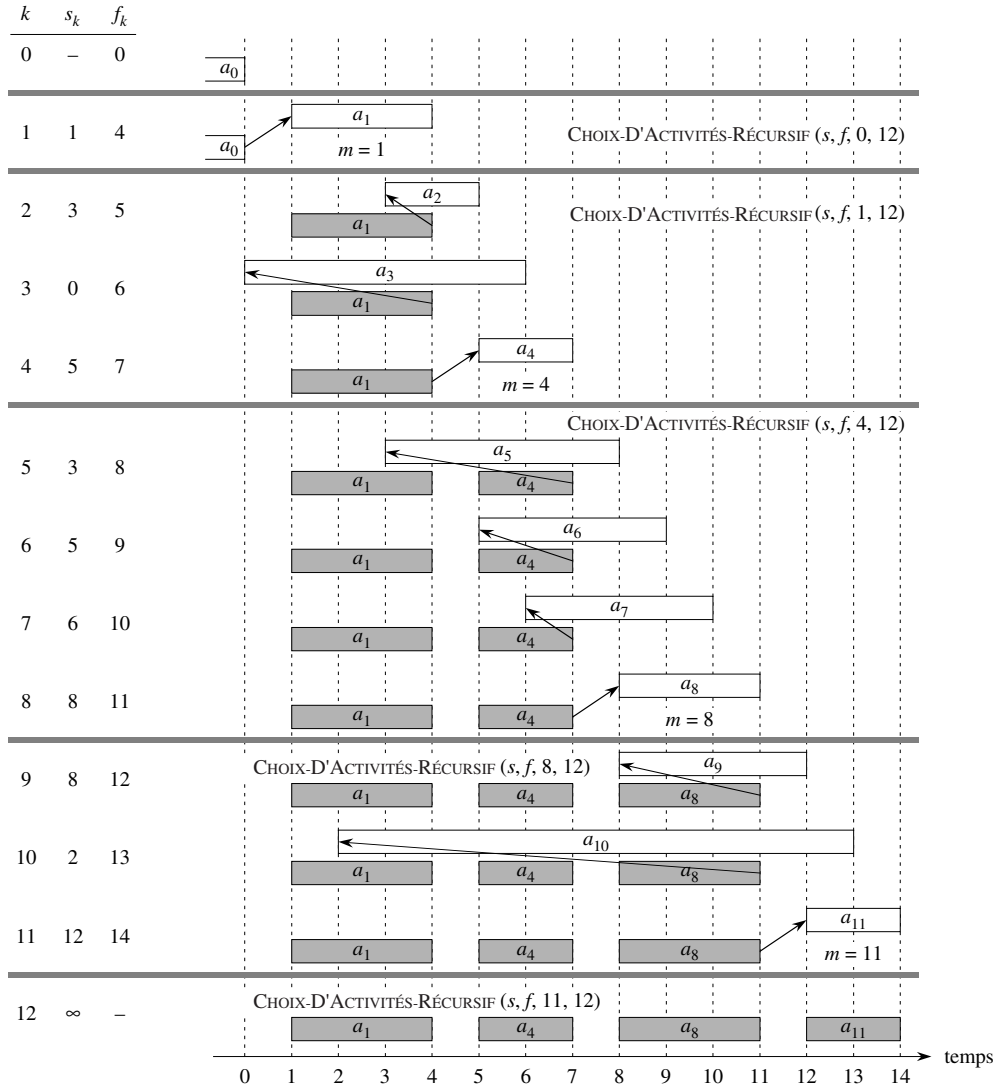 k s_k f_k
0 – 0
a_0
1 1 4
a_1
a_0
m = 1
CHOIX-D'ACTIVITÉS-RÉCURSIF (s, f, 0, 12)
2 3 5
a_2
a_1
CHOIX-D'ACTIVITÉS-RÉCURSIF (s, f, 1, 12)
3 0 6
a_3
a_1
4 5 7
a_4
a_1
m = 4
CHOIX-D'ACTIVITÉS-RÉCURSIF (s, f, 4, 12)
5 3 8
a_5
a_1 a_4
6 5 9
a_6
a_1 a_4
7 6 10
a_7
a_1 a_4
8 8 11
a_8
a_1 a_4
m = 8
9 8 12
CHOIX-D'ACTIVITÉS-RÉCURSIF (s, f, 8, 12)
a_9
a_1 a_4 a_8
10 2 13
a_10
a_1 a_4 a_8
11 12 14
a_11
a_1 a_4 a_8
m = 11
12 ∞ –
CHOIX-D'ACTIVITÉS-RÉCURSIF (s, f, 11, 12)
a_1 a_4 a_8 a_11
temps
0 1 2 3 4 5 6 7 8 9 10 11 12 13 14